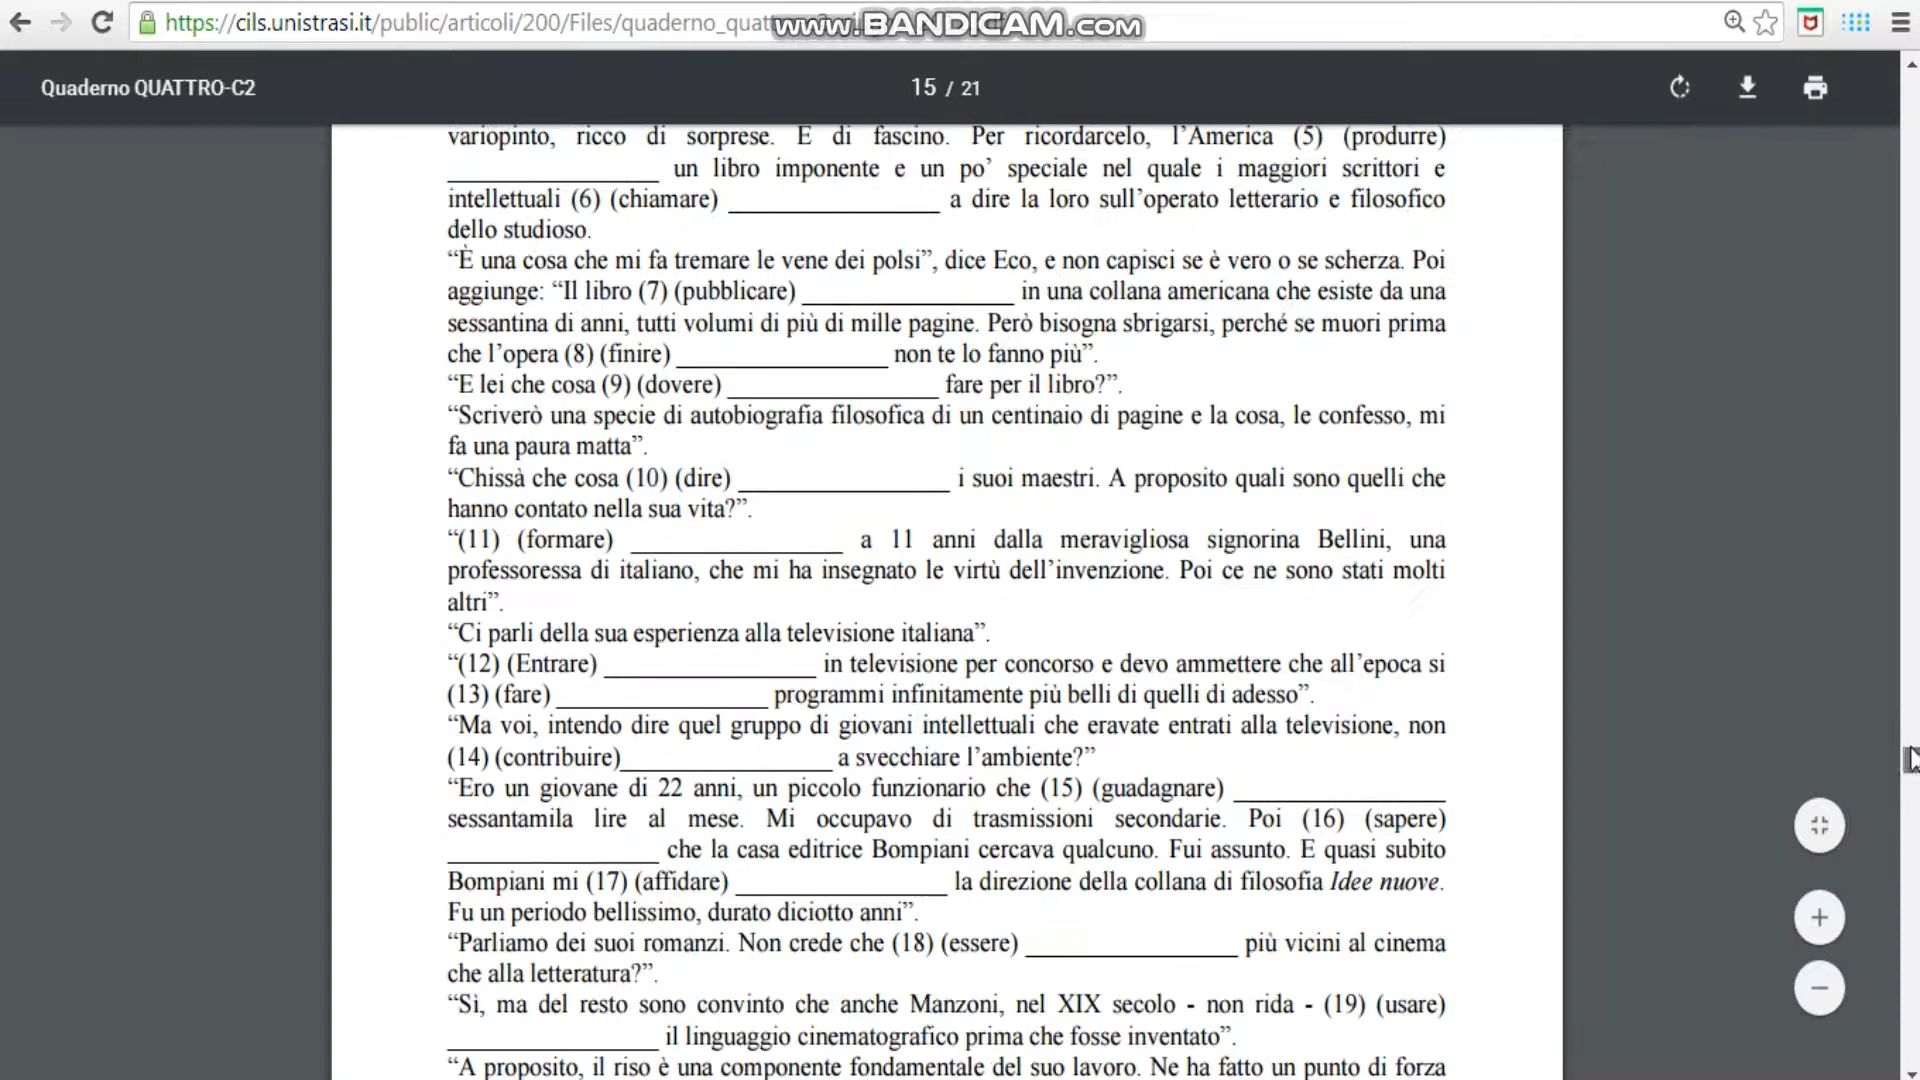 https://cils.unistrasi.it/public/articoli/200/Files/quaderno_quat
www.BANDICAM.com
Quaderno QUATTRO-C2
15 / 21
variopinto, ricco di sorprese. E di fascino. Per ricordarcelo, l’America (5) (produrre)
____________ un libro imponente e un po’ speciale nel quale i maggiori scrittori e
intellettuali (6) (chiamare) ____________ a dire la loro sull’operato letterario e filosofico
dello studioso.
“È una cosa che mi fa tremare le vene dei polsi”, dice Eco, e non capisci se è vero o se scherza. Poi
aggiunge: “Il libro (7) (pubblicare) ____________ in una collana americana che esiste da una
sessantina di anni, tutti volumi di più di mille pagine. Però bisogna sbrigarsi, perché se muori prima
che l’opera (8) (finire) ____________ non te lo fanno più”.
“E lei che cosa (9) (dovere) ____________ fare per il libro?”.
“Scriverò una specie di autobiografia filosofica di un centinaio di pagine e la cosa, le confesso, mi
fa una paura matta”.
“Chissà che cosa (10) (dire) ____________ i suoi maestri. A proposito quali sono quelli che
hanno contato nella sua vita?”.
“(11) (formare) ____________ a 11 anni dalla meravigliosa signorina Bellini, una
professoressa di italiano, che mi ha insegnato le virtù dell’invenzione. Poi ce ne sono stati molti
altri”.
“Ci parli della sua esperienza alla televisione italiana”.
“(12) (Entrare) ____________ in televisione per concorso e devo ammettere che all’epoca si
(13) (fare) ____________ programmi infinitamente più belli di quelli di adesso”.
“Ma voi, intendo dire quel gruppo di giovani intellettuali che eravate entrati alla televisione, non
(14) (contribuire)____________ a svecchiare l’ambiente?”
“Ero un giovane di 22 anni, un piccolo funzionario che (15) (guadagnare) ____________
sessantamila lire al mese. Mi occupavo di trasmissioni secondarie. Poi (16) (sapere)
____________ che la casa editrice Bompiani cercava qualcuno. Fui assunto. E quasi subito
Bompiani mi (17) (affidare) ____________ la direzione della collana di filosofia Idee nuove.
Fu un periodo bellissimo, durato diciotto anni”.
“Parliamo dei suoi romanzi. Non crede che (18) (essere) ____________ più vicini al cinema
che alla letteratura?”.
“Sì, ma del resto sono convinto che anche Manzoni, nel XIX secolo - non rida - (19) (usare)
____________ il linguaggio cinematografico prima che fosse inventato”.
“A proposito, il riso è una componente fondamentale del suo lavoro. Ne ha fatto un punto di forza